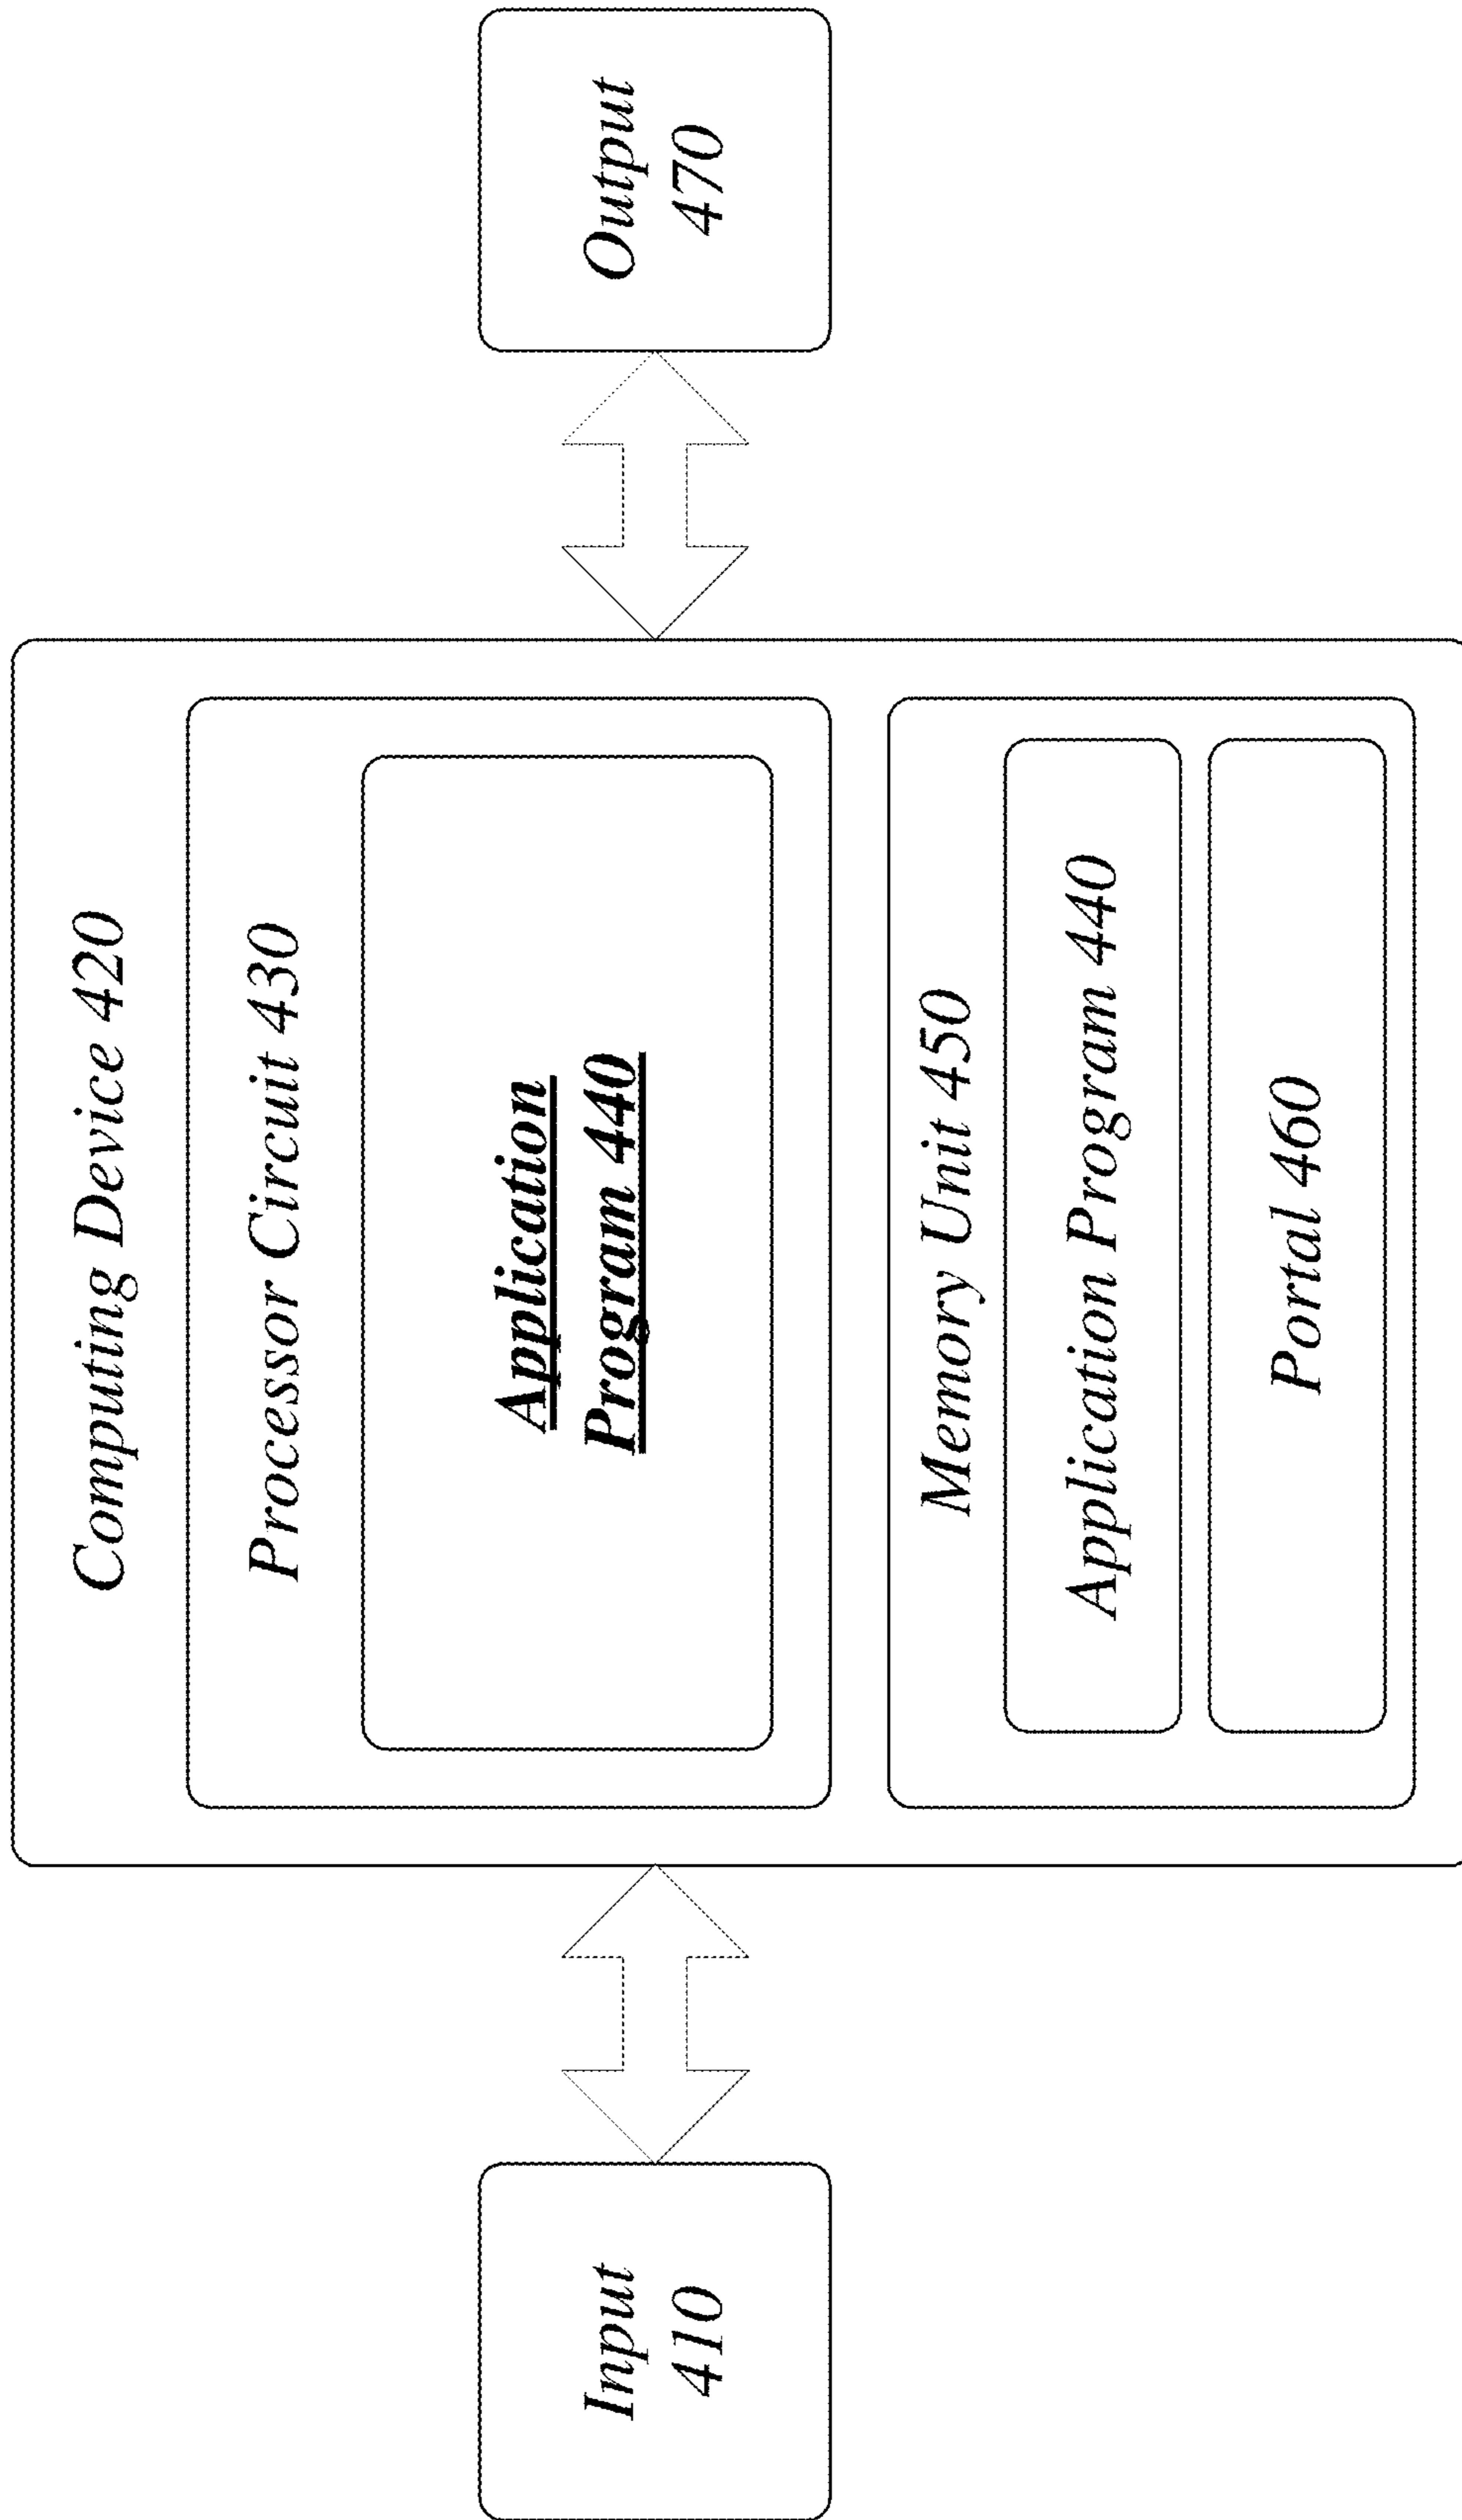 Computing Device 420
Processor Circuit 430
Application
Program 440
Input
410
Output
470
Memory Unit 450
Application Program 440
Portal 460